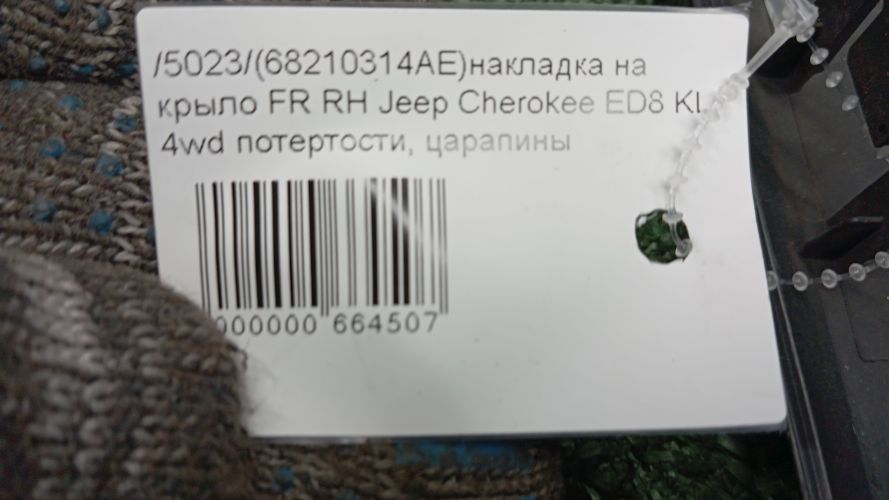 /5023/(68210314AE)накладка на
крыло FR RH Jeep Cherokee ED8 KL
4wd потертости, царапины
000000 664507